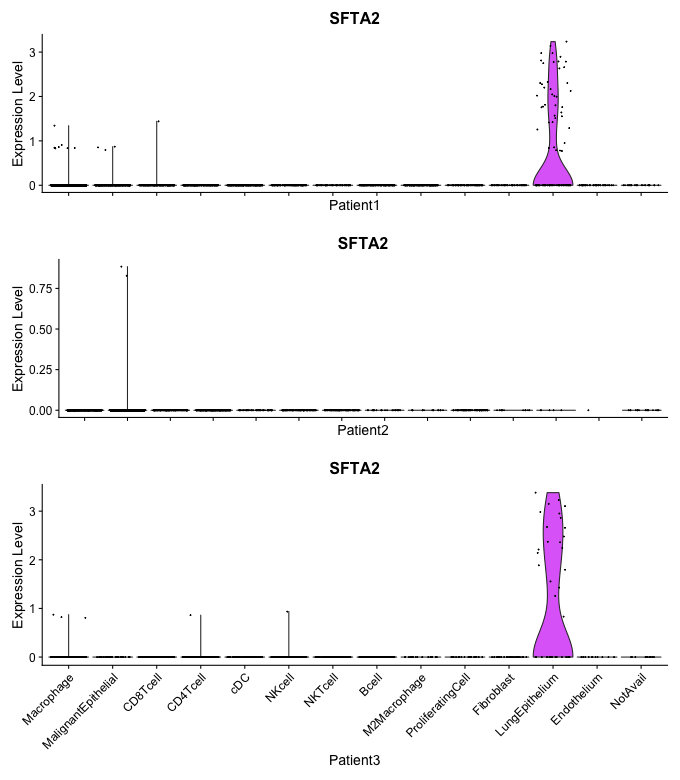 SFTA2
Expression Level
3
2
1
0
Patient1
SFTA2
Expression Level
0.75
0.50
0.25
0.00
Patient2
SFTA2
Expression Level
3
2
1
0
Macrophage
MalignantEpithelial
CD8Tcell
CD4Tcell
cDC
NKcell
NKTcell
Bcell
M2Macrophage
ProliferatingCell
Fibroblast
LungEpithelium
Endothelium
NotAvail
Patient3